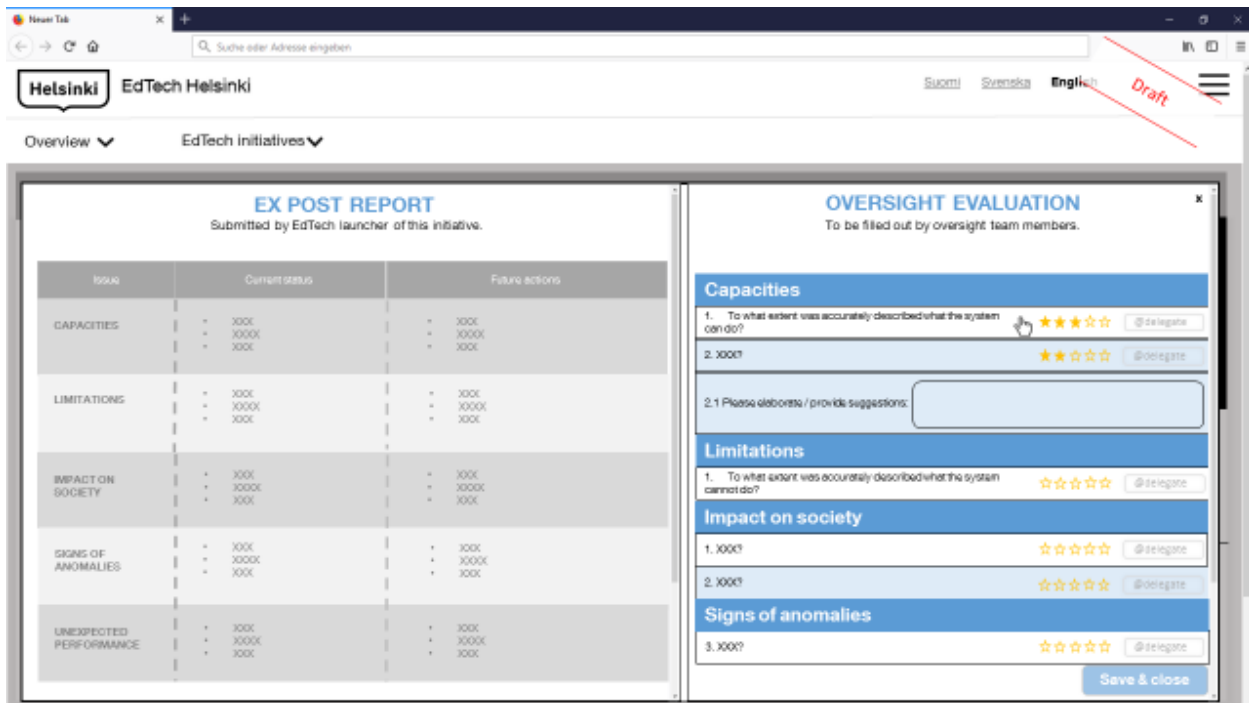 Neuer Tab
Suche oder Adresse eingeben
Helsinki
EdTech Helsinki
Suomi Svenska English
Draft
Overview
EdTech initiatives
EX POST REPORT
Submitted by EdTech launcher of this initiative.
Issue Current status Future actions
CAPACITIES
• XXX
• XXXX
• XXX
• XXX
• XXXX
• XXX
LIMITATIONS
• XXX
• XXXX
• XXX
• XXX
• XXXX
• XXX
IMPACT ON
SOCIETY
• XXX
• XXXX
• XXX
• XXX
• XXXX
• XXX
SIGNS OF
ANOMALIES
• XXX
• XXXX
• XXX
• XXX
• XXXX
• XXX
UNEXPECTED
PERFORMANCE
• XXX
• XXXX
• XXX
• XXX
• XXXX
• XXX
OVERSIGHT EVALUATION
x
To be filled out by oversight team members.
Capacities
1. To what extent was accurately described what the system
can do?
@delegate
2. XXX?
@delegate
2.1 Please elaborate / provide suggestions:
Limitations
1. To what extent was accurately described what the system
cannot do?
@delegate
Impact on society
1. XXX?
@delegate
2. XXX?
@delegate
Signs of anomalies
3. XXX?
@delegate
Save & close